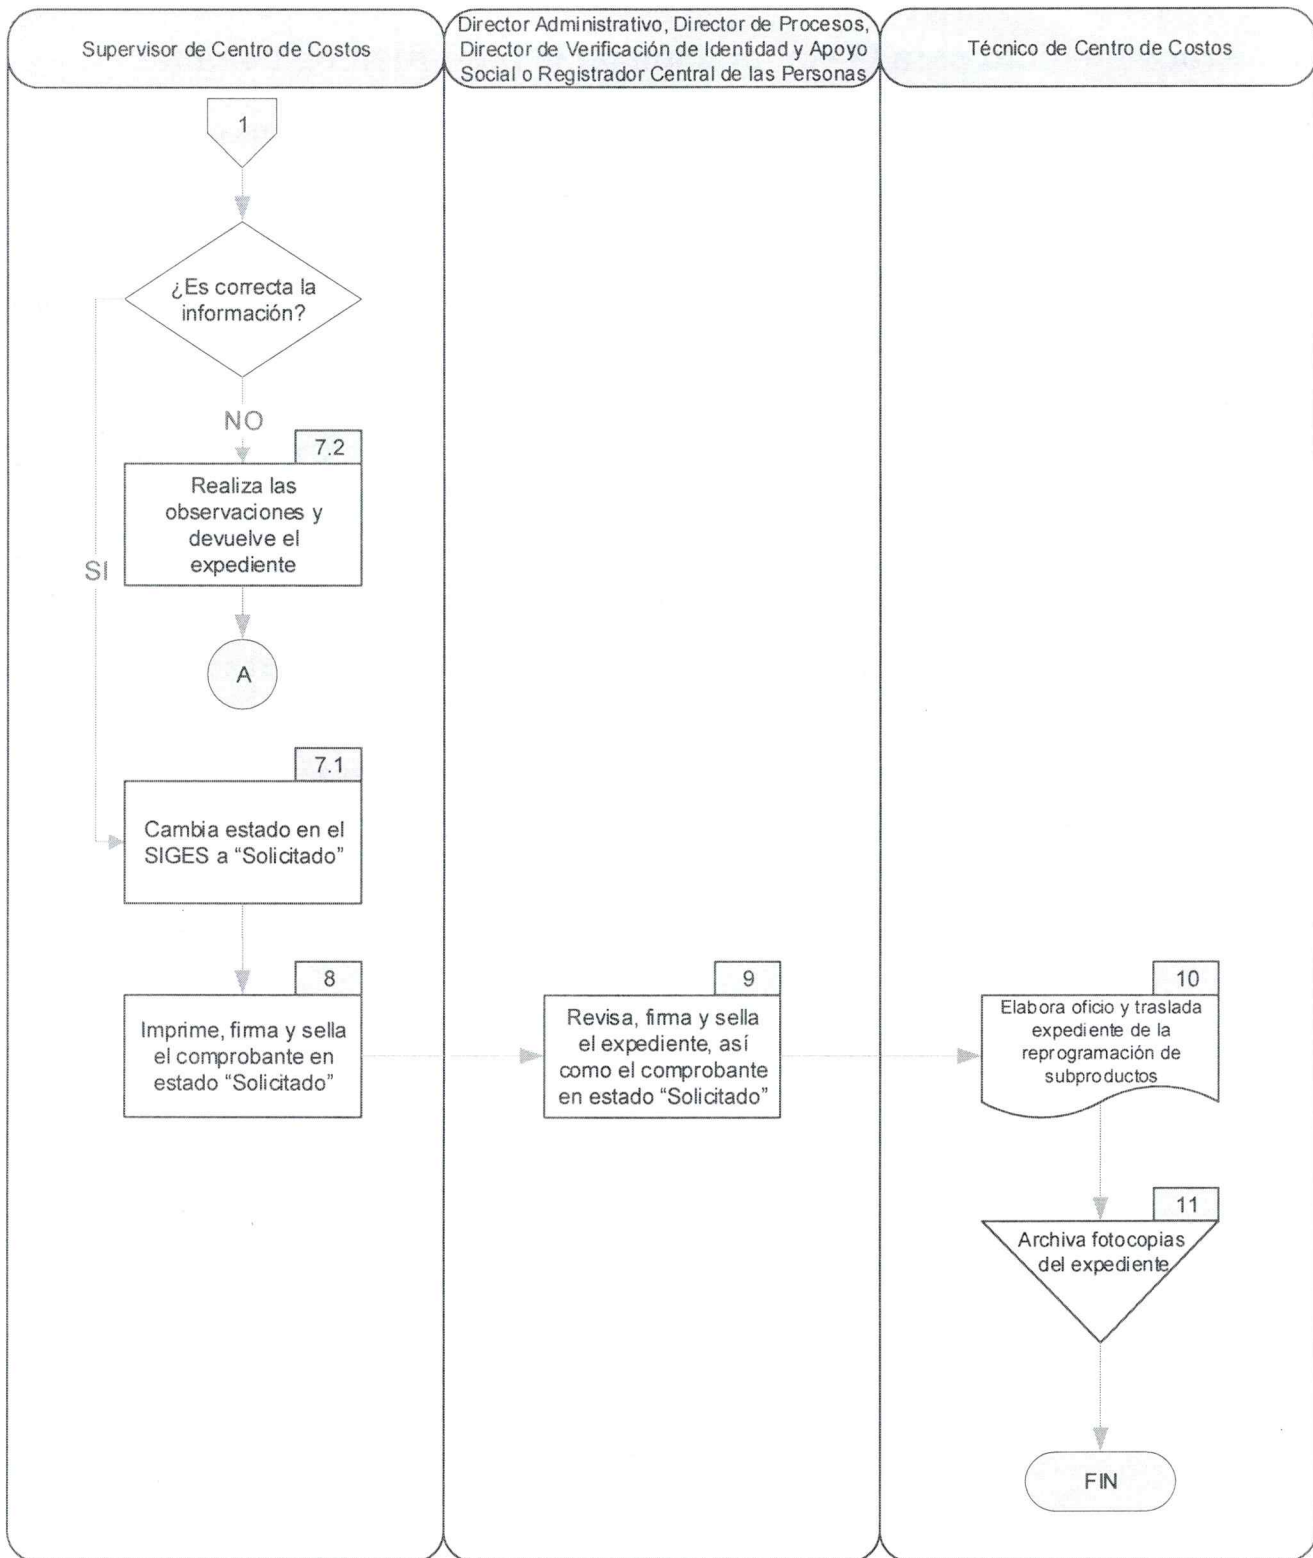 Supervisor de Centro de Costos
Director Administrativo, Director de Procesos,
Director de Verificación de Identidad y Apoyo
Social o Registrador Central de las Personas
Técnico de Centro de Costos
1
¿Es correcta la
información?
NO
SI
7.2
Realiza las
observaciones y
devuelve el
expediente
A
7.1
Cambia estado en el
SIGES a “Solicitado”
8
Imprime, firma y sella
el comprobante en
estado “Solicitado”
9
Revisa, firma y sella
el expediente, así
como el comprobante
en estado “Solicitado”
10
Elabora oficio y traslada
expediente de la
reprogramación de
subproductos
11
Archiva fotocopias
del expediente
FIN